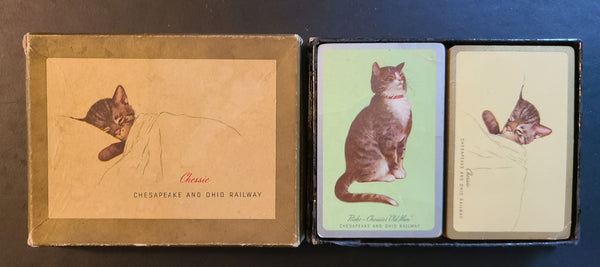 Chessie
CHESAPEAKE AND OHIO RAILWAY
Peake - Chessie's "Old Man"
CHESAPEAKE AND OHIO RAILWAY
Chessie
CHESAPEAKE AND OHIO RAILWAY